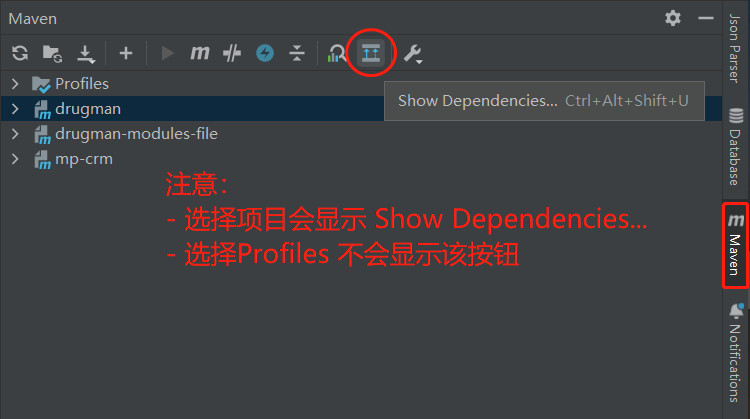 Maven
Profiles
drugman
drugman-modules-file
mp-crm
Show Dependencies... Ctrl+Alt+Shift+U
注意：
- 选择项目会显示 Show Dependencies...
- 选择Profiles 不会显示该按钮
Json Parser
Database
Maven
Notifications